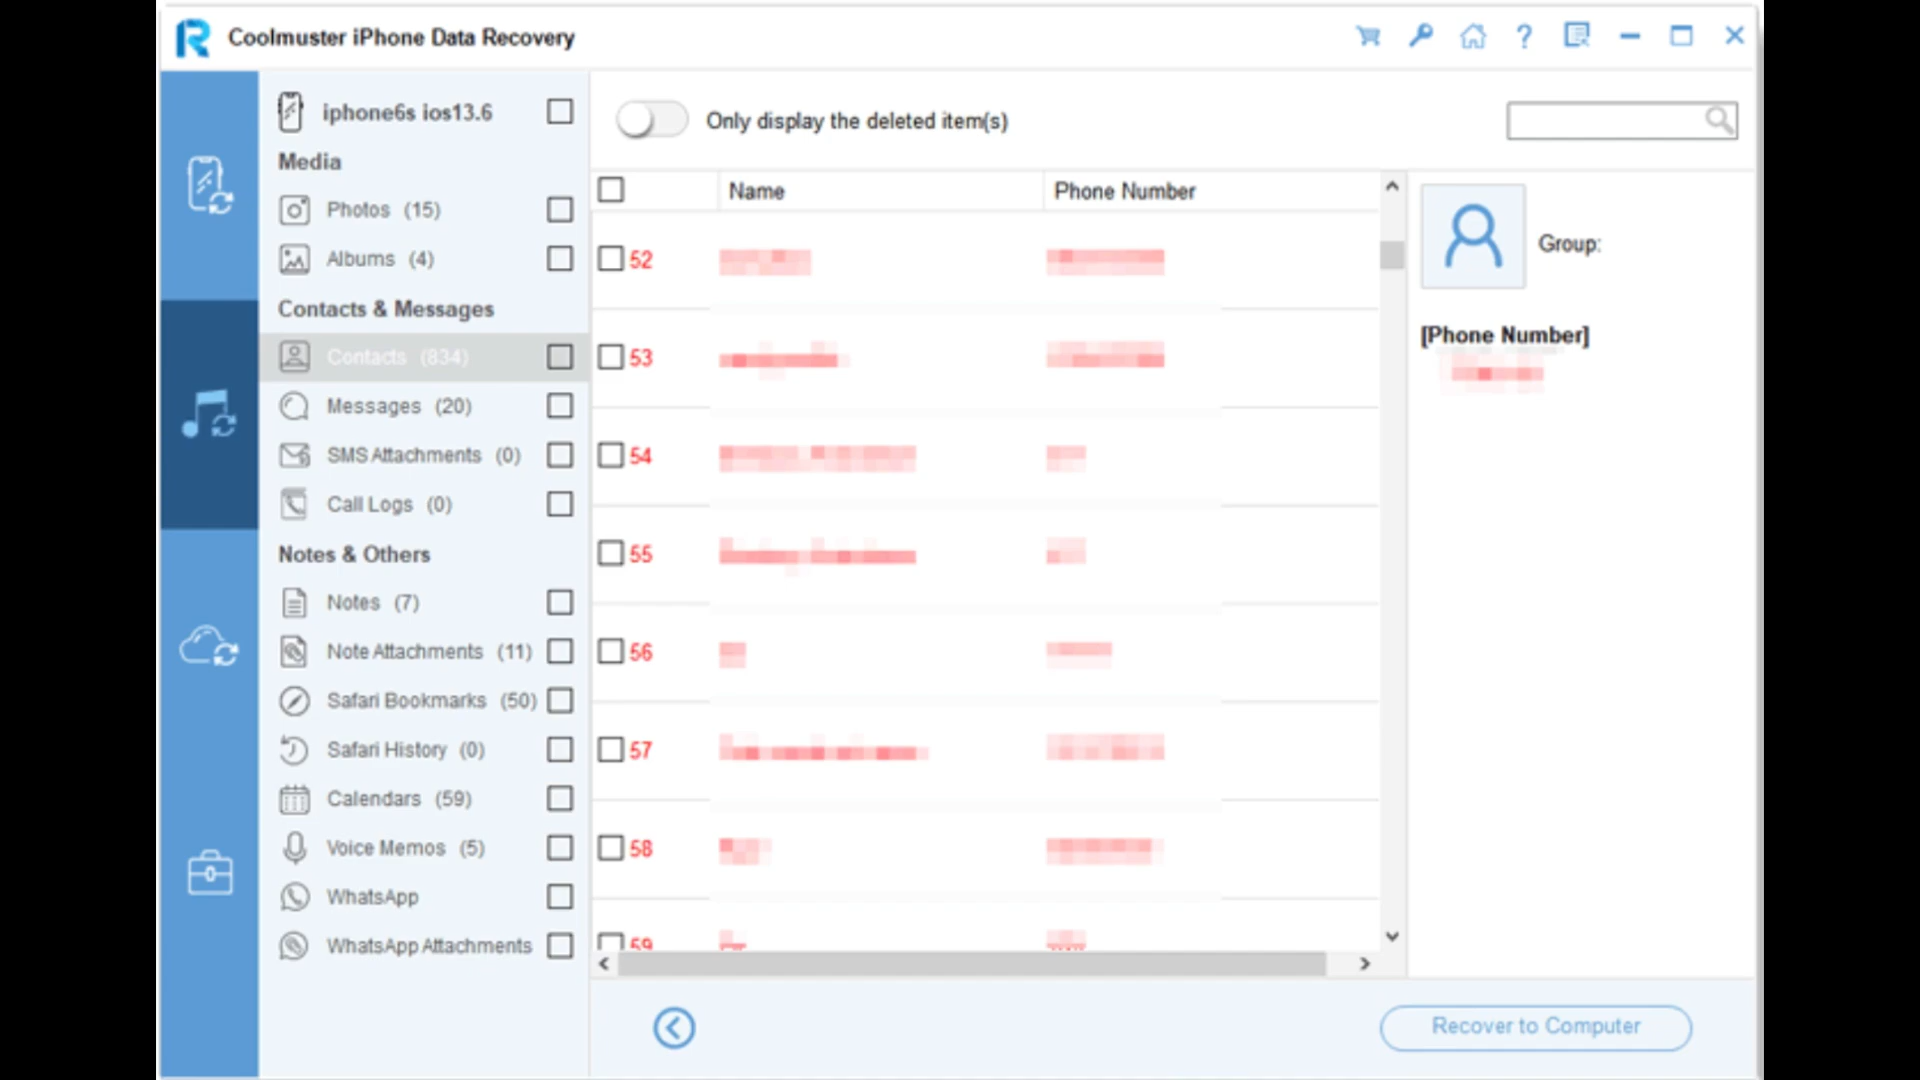 Coolmuster iPhone Data Recovery
?
iphone6s ios13.6
Media
Photos (15)
Albums (4)
Contacts & Messages
Contacts (834)
Messages (20)
SMS Attachments (0)
Call Logs (0)
Notes & Others
Notes (7)
Note Attachments (11)
Safari Bookmarks (50)
Safari History (0)
Calendars (59)
Voice Memos (5)
WhatsApp
WhatsApp Attachments
Only display the deleted item(s)
Name Phone Number
52
53
54
55
56
57
58
59
Group:
[Phone Number]
Recover to Computer